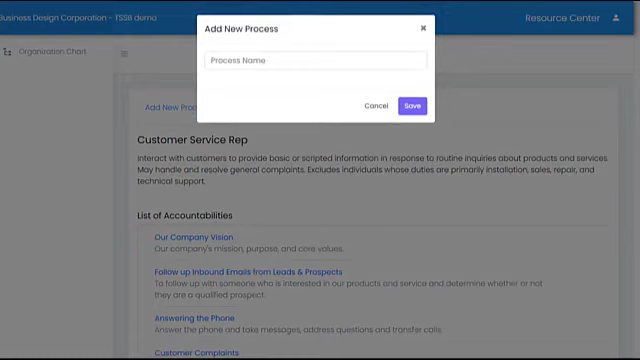 Business Design Corporation - TSSII demo
Resource Center
Organization Chart
Add New Process
×
Process Name
Cancel
Save
Add New Proc
Customer Service Rep
Interact with customers to provide basic or scripted information in response to routine inquiries about products and services.
May handle and resolve general complaints. Excludes individuals whose duties are primarily installation, sales, repair, and
technical support.
List of Accountabilities
Our Company Vision
Our company's mission, purpose, and core values.
Follow up Inbound Emails from Leads & Prospects
To follow up with someone who is interested in our products and service and determine whether or not
they are a qualified prospect.
Answering the Phone
Answer the phone and take messages, address questions and transfer calls.
Customer Complaints